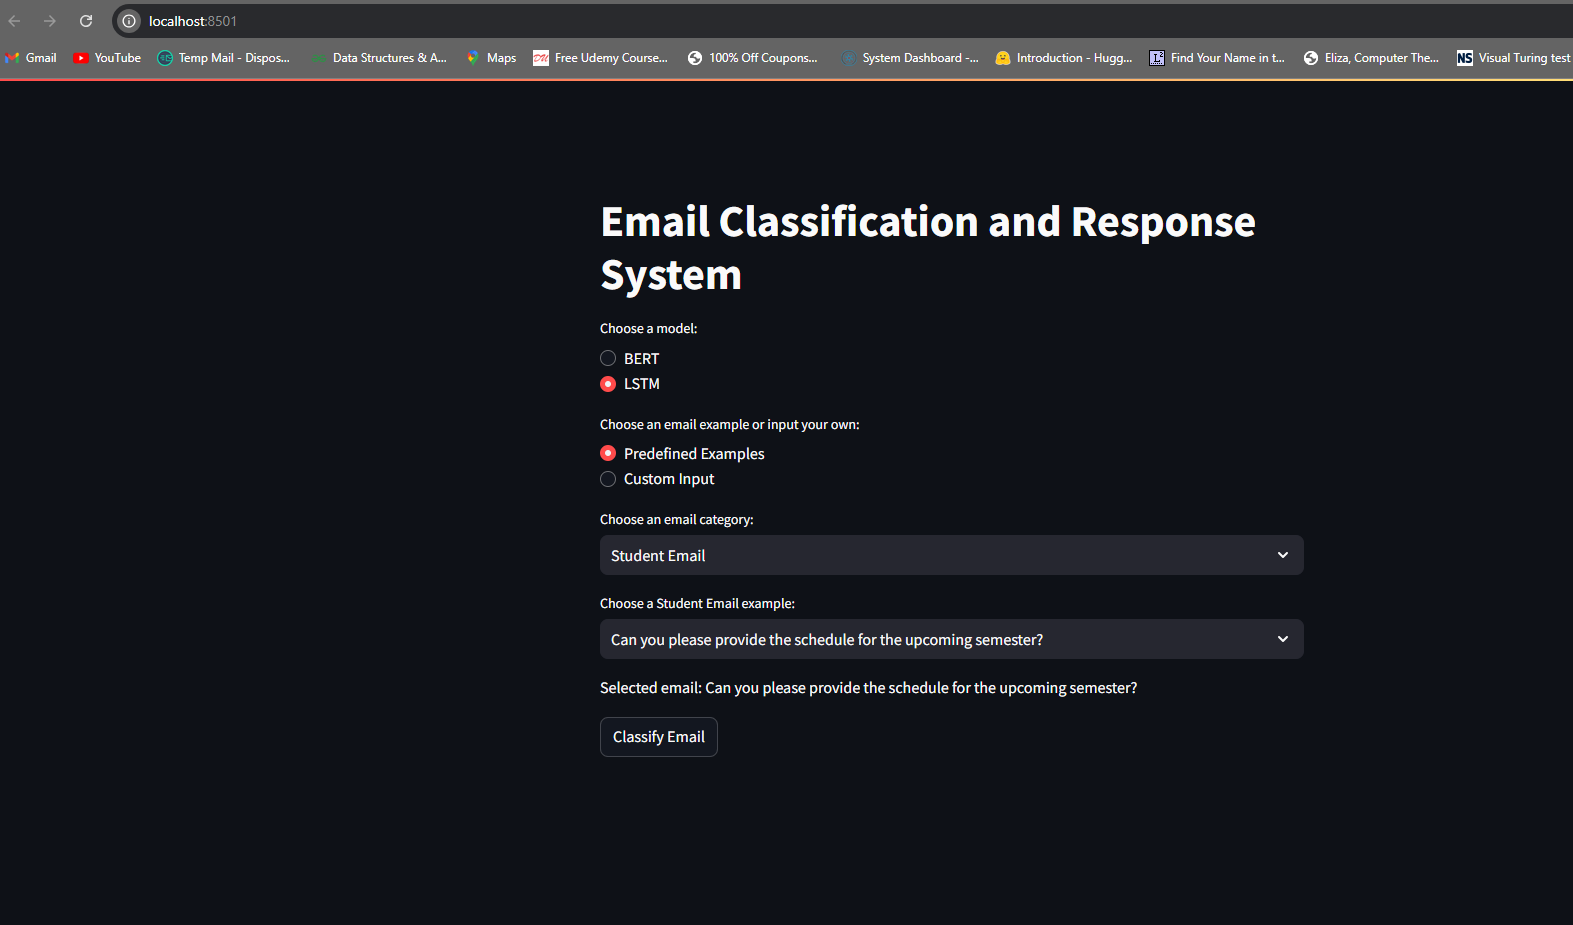 localhost:8501
Gmail YouTube Temp Mail - Dispos... Data Structures & A... Maps DU Free Udemy Course... 100% Off Coupons... System Dashboard -... Introduction - Hugg... Find Your Name in t... Eliza, Computer The... NS Visual Turing test
Email Classification and Response
System
Choose a model:
BERT
LSTM
Choose an email example or input your own:
Predefined Examples
Custom Input
Choose an email category:
Student Email
Choose a Student Email example:
Can you please provide the schedule for the upcoming semester?
Selected email: Can you please provide the schedule for the upcoming semester?
Classify Email